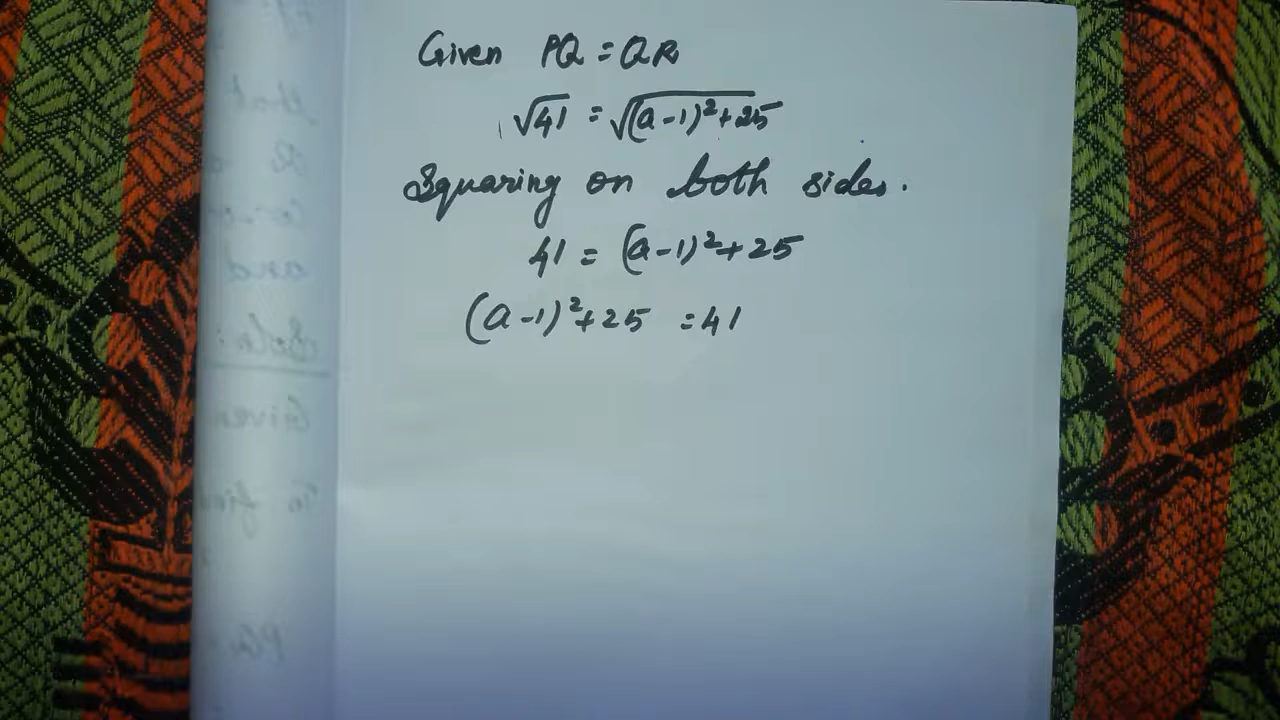 Given PQ = QR
√41 = √(a-1)²+25
Squaring on both sides.
41 = (a-1)²+25
(a-1)²+25 = 41